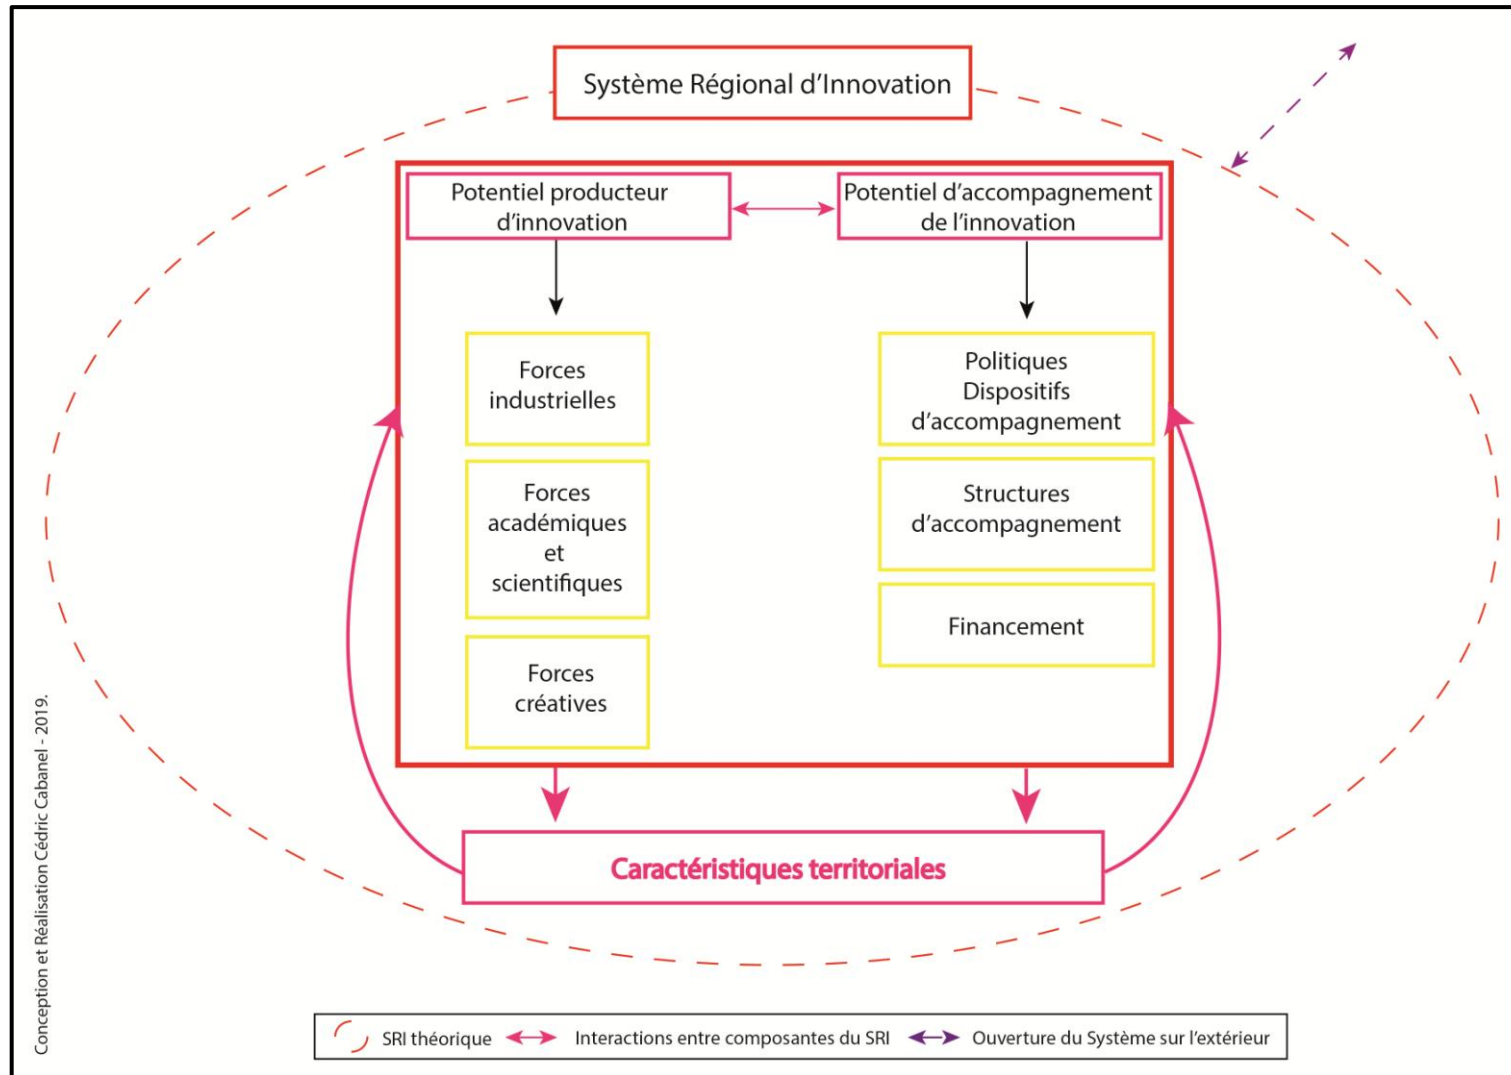 Système Régional d'Innovation
Potentiel producteur
d'innovation
Potentiel d'accompagnement
de l'innovation
Forces
industrielles
Forces
académiques
et
scientifiques
Forces
créatives
Politiques
Dispositifs
d'accompagnement
Structures
d'accompagnement
Financement
Caractéristiques territoriales
Conception et Réalisation Cédric Cabanel - 2019.
SRI théorique
Interactions entre composantes du SRI
Ouverture du Système sur l'extérieur